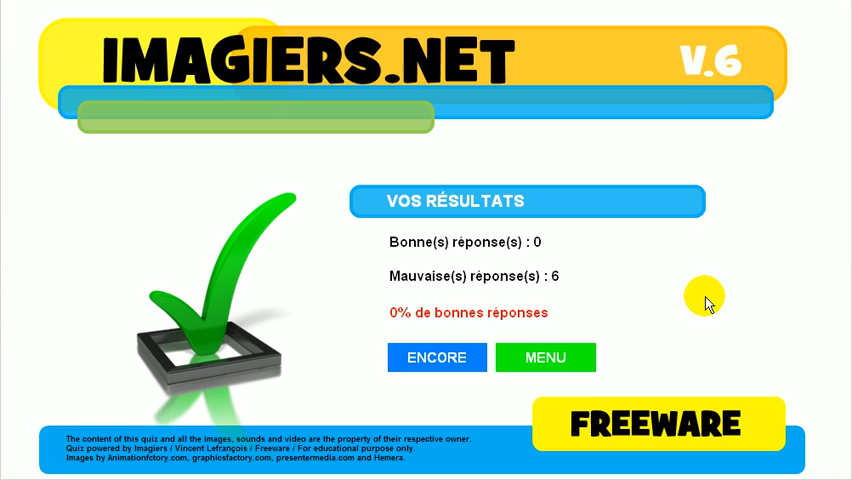 IMAGIERS.NET
V.6
VOS RÉSULTATS
Bonne(s) réponse(s) : 0
Mauvaise(s) réponse(s) : 6
0% de bonnes réponses
ENCORE
MENU
FREEWARE
The content of this quiz and all the images, sounds and video are the property of their respective owner.
Quiz powered by Imagiers / Vincent Lefrançois / Freeware / For educational purpose only.
Images by Animationfctory.com, graphicsfactory.com, presentermedia.com and Hemera.